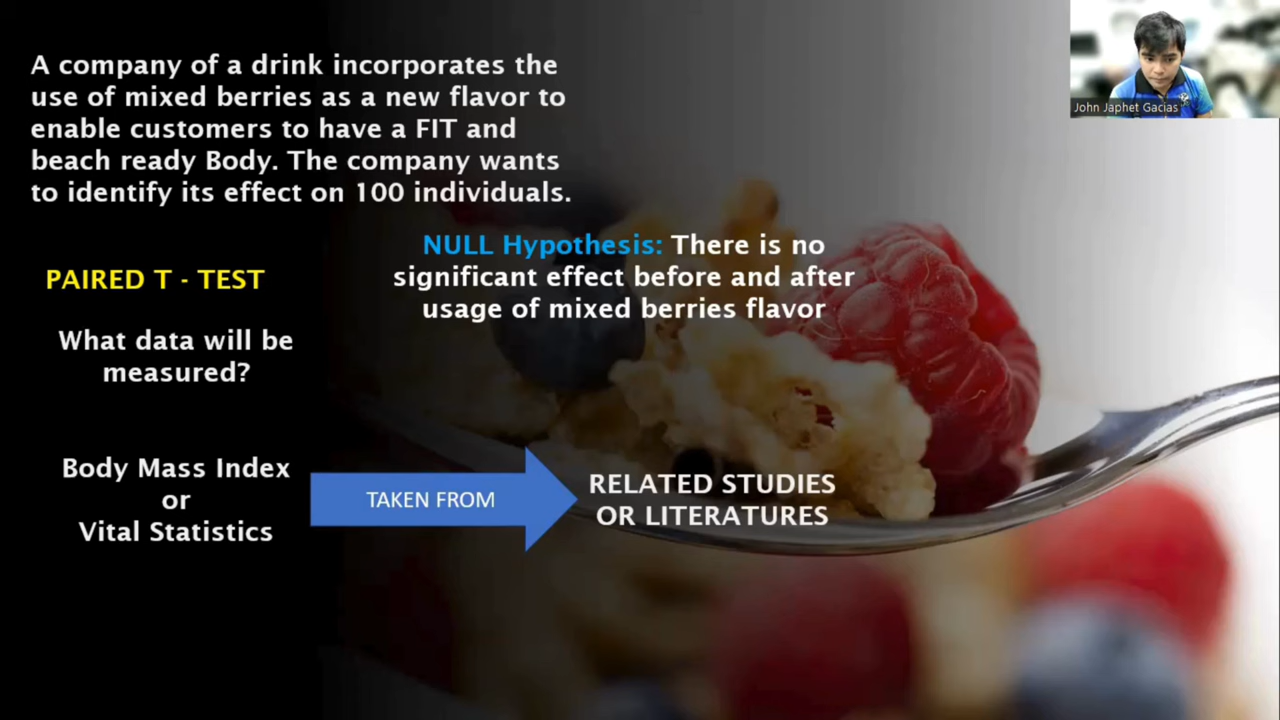 A company of a drink incorporates the
use of mixed berries as a new flavor to
enable customers to have a FIT and
beach ready Body. The company wants
to identify its effect on 100 individuals.
John Japhet Gacias
NULL Hypothesis: There is no
significant effect before and after
usage of mixed berries flavor
PAIRED T - TEST
What data will be
measured?
Body Mass Index
or
Vital Statistics
TAKEN FROM
RELATED STUDIES
OR LITERATURES